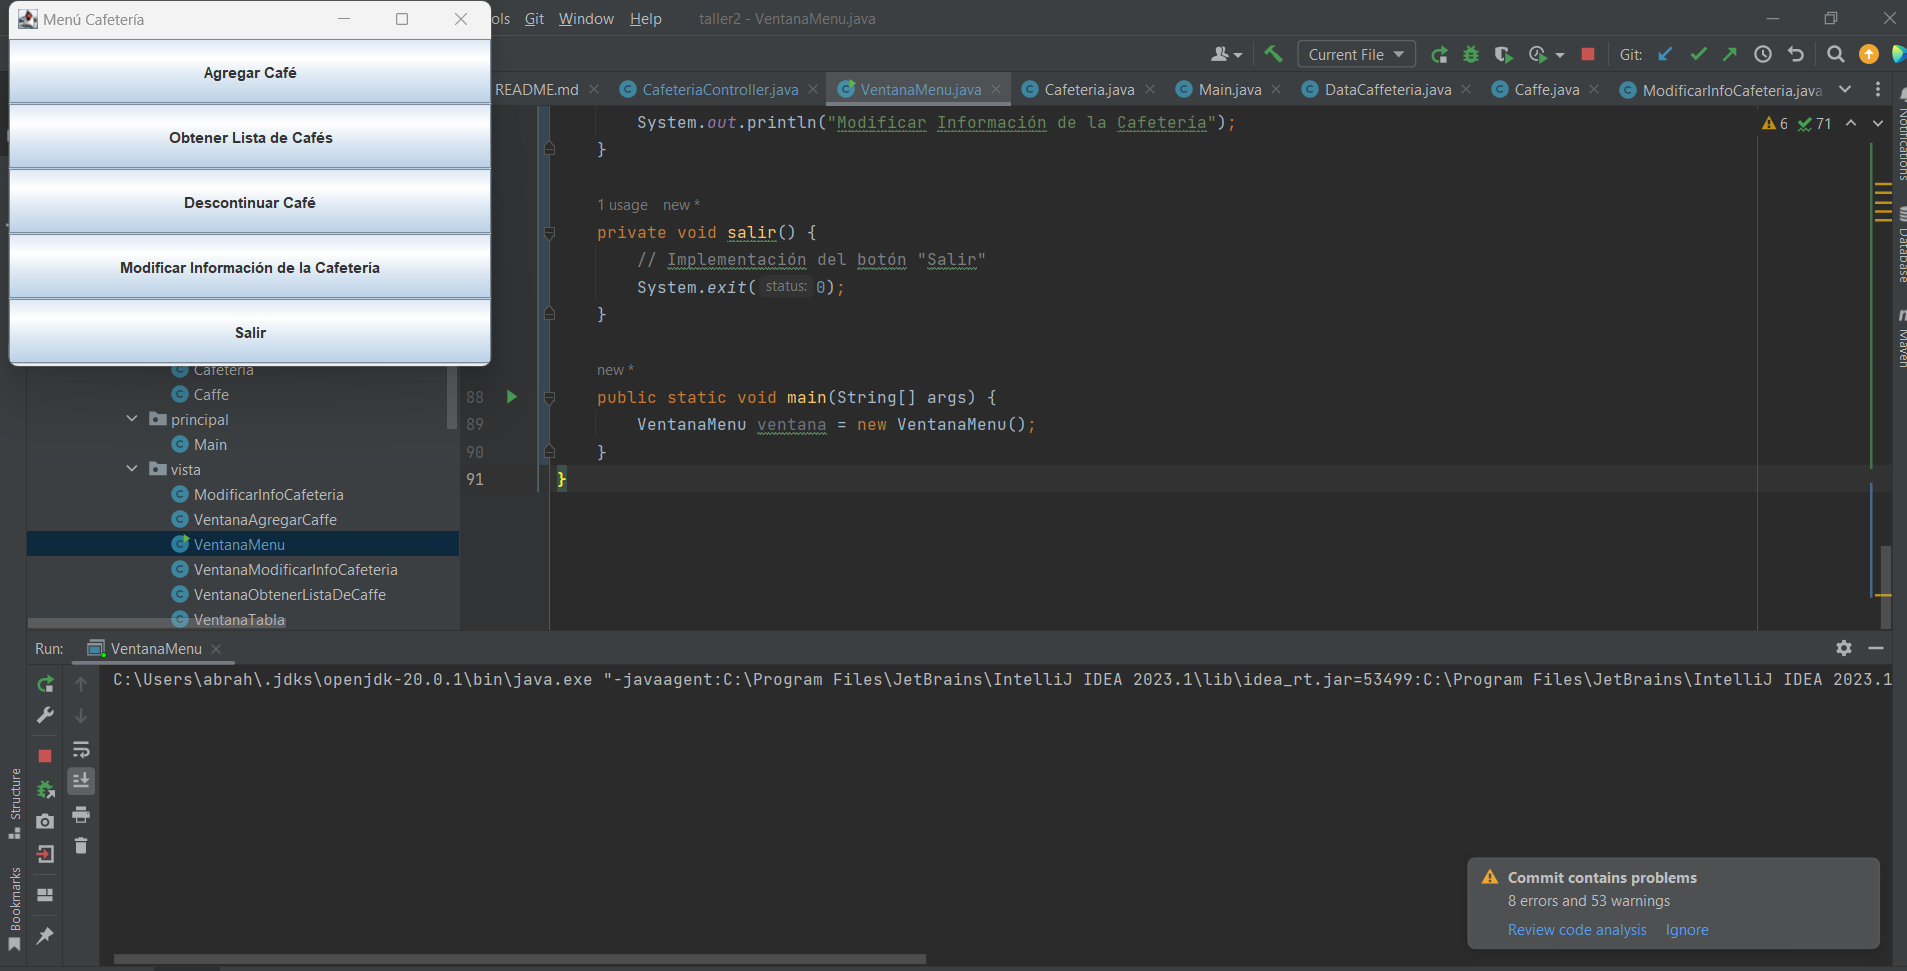 Menú Cafetería
Agregar Café
Obtener Lista de Cafés
Descontinuar Café
Modificar Información de la Cafetería
Salir
ols Git Window Help taller2 - VentanaMenu.java
Current File Git:
README.md CafeteriaController.java VentanaMenu.java Cafeteria.java Main.java DataCaffeteria.java Caffe.java ModificarInfoCafeteria.java
System.out.println("Modificar Información de la Cafetería");
6 71
}
1 usage new *
private void salir() {
// Implementación del botón "Salir"
System.exit( status: 0);
}
new *
88 public static void main(String[] args) {
89 VentanaMenu ventana = new VentanaMenu();
90 }
91 }
Cafeteria
Caffe
principal
Main
vista
ModificarInfoCafeteria
VentanaAgregarCaffe
VentanaMenu
VentanaModificarInfoCafeteria
VentanaObtenerListaDeCaffe
VentanaTabla
Notifications
Database
Maven
Run: VentanaMenu
C:\Users\abrah\.jdks\openjdk-20.0.1\bin\java.exe "-javaagent:C:\Program Files\JetBrains\IntelliJ IDEA 2023.1\lib\idea_rt.jar=53499:C:\Program Files\JetBrains\IntelliJ IDEA 2023.1
Structure
Bookmarks
Commit contains problems
8 errors and 53 warnings
Review code analysis Ignore